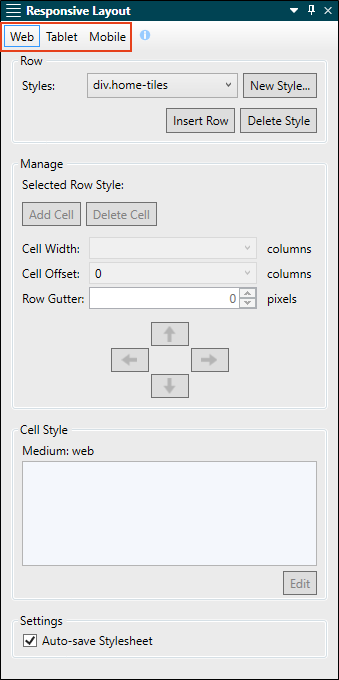 Responsive Layout
Web Tablet Mobile
Row
Styles: div.home-tiles New Style...
Insert Row Delete Style
Manage
Selected Row Style:
Add Cell Delete Cell
Cell Width: columns
Cell Offset: 0 columns
Row Gutter: 0 pixels
Cell Style
Medium: web
Edit
Settings
Auto-save Stylesheet